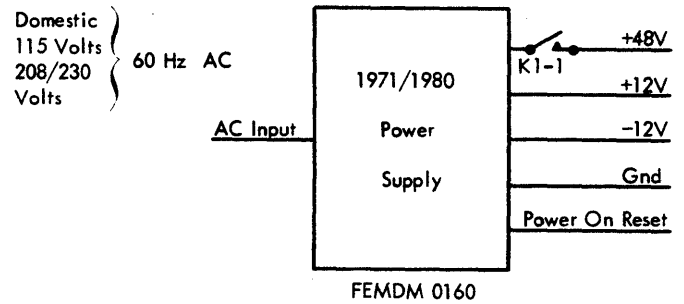 Domestic
115 Volts
208/230
Volts
60 Hz AC
AC Input
1971/1980
Power
Supply
K1-1
+48V
+12V
-12V
Gnd
Power On Reset
FEMDM 0160